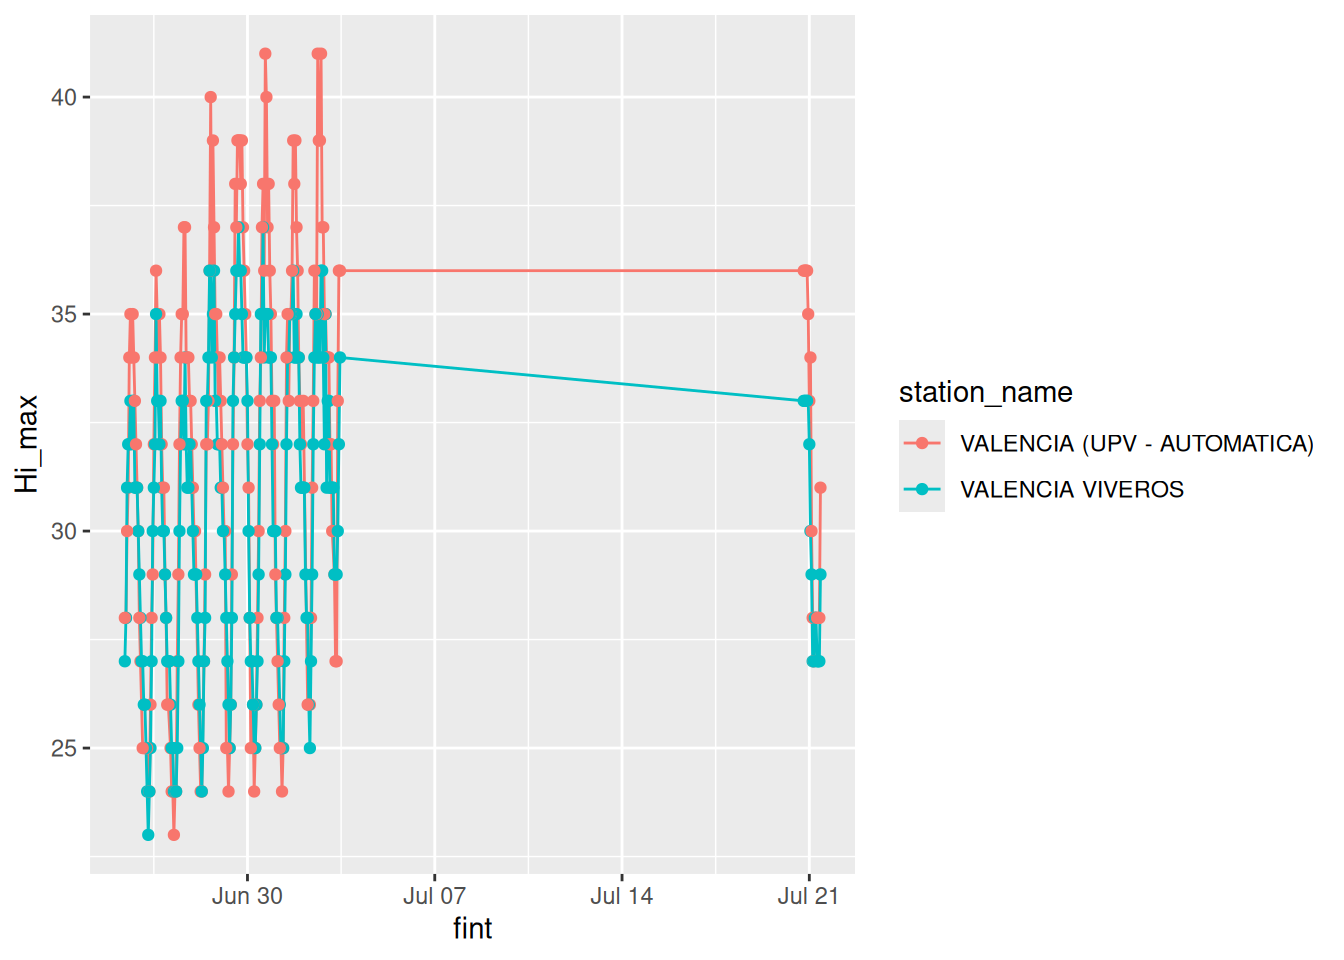 40
35
30
25
Hi_max
Jun 30
Jul 07
Jul 14
Jul 21
fint
station_name
VALENCIA (UPV - AUTOMATICA)
VALENCIA VIVEROS